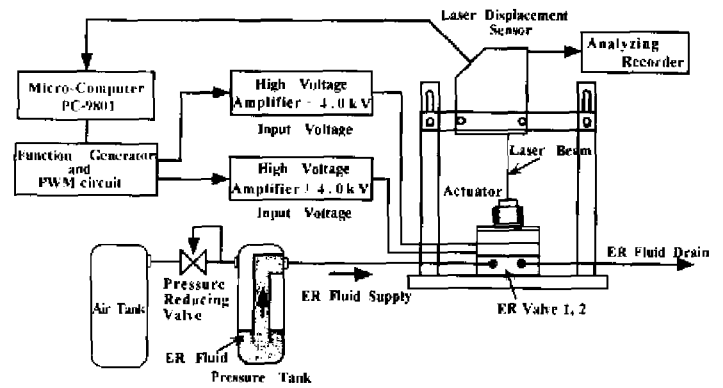 Laser Displacement
Sensor
Analyzing
Recorder
Micro-Computer
PC-9801
High Voltage
Amplifier - 4.0kV
Input Voltage
Function Generator
and
PWM circuit
High Voltage
Amplifier + 4.0kV
Input Voltage
Laser Beam
Actuator
ER Fluid Drain
Air Tank
Pressure
Reducing
Valve
ER Fluid Supply
ER Valve 1, 2
ER Fluid
Pressure Tank